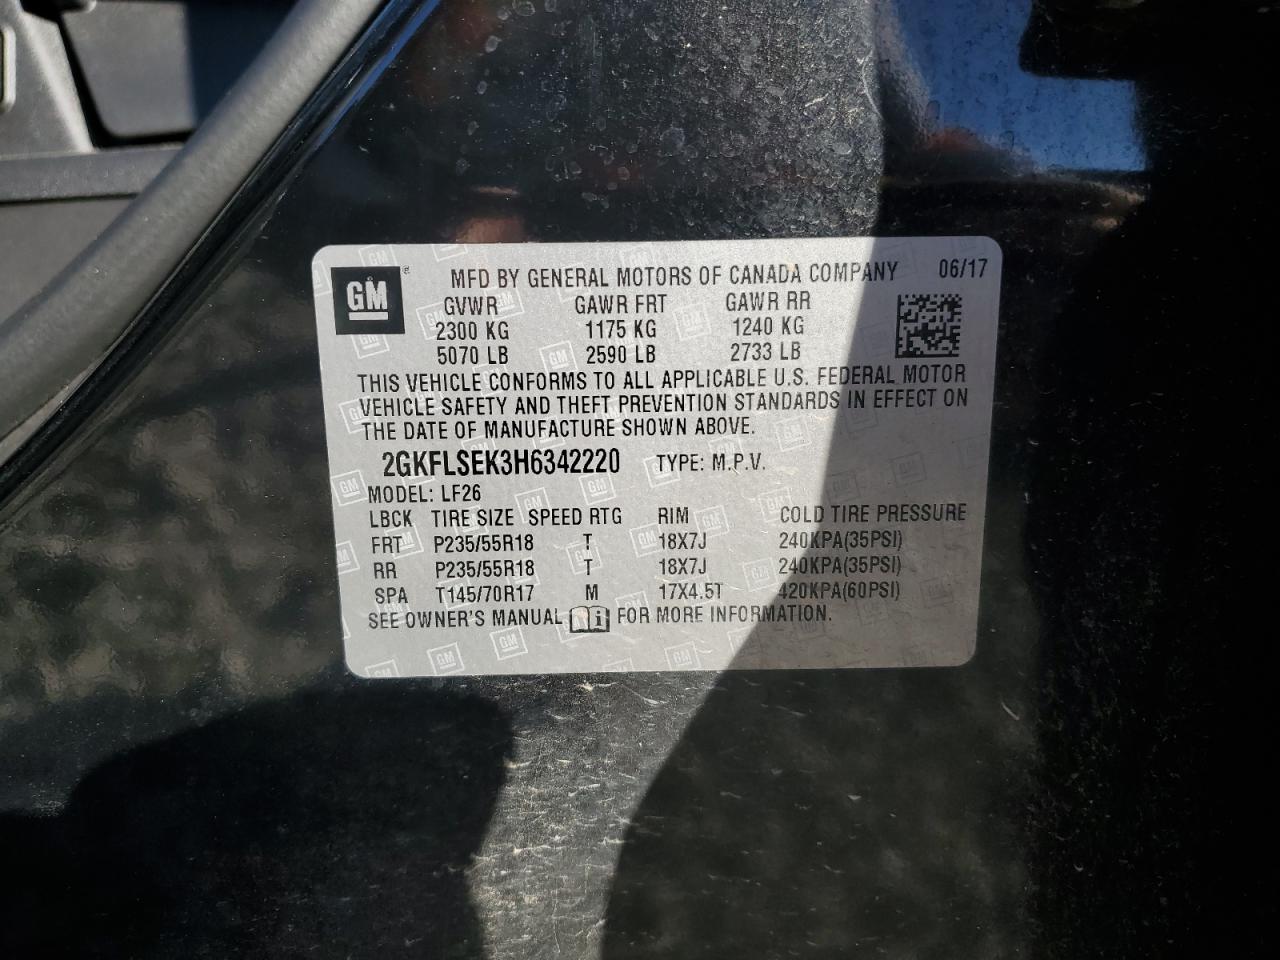 GM ® MFD BY GENERAL MOTORS OF CANADA COMPANY 06/17
GVWR GAWR FRT GAWR RR
2300 KG 1175 KG 1240 KG
5070 LB 2590 LB 2733 LB
THIS VEHICLE CONFORMS TO ALL APPLICABLE U.S. FEDERAL MOTOR
VEHICLE SAFETY AND THEFT PREVENTION STANDARDS IN EFFECT ON
THE DATE OF MANUFACTURE SHOWN ABOVE.
2GKFLSEK3H6342220 TYPE: M.P.V.
MODEL: LF26
LBCK TIRE SIZE SPEED RTG RIM COLD TIRE PRESSURE
FRT P235/55R18 T 18X7J 240KPA(35PSI)
RR P235/55R18 T 18X7J 240KPA(35PSI)
SPA T145/70R17 M 17X4.5T 420KPA(60PSI)
SEE OWNER'S MANUAL i FOR MORE INFORMATION.